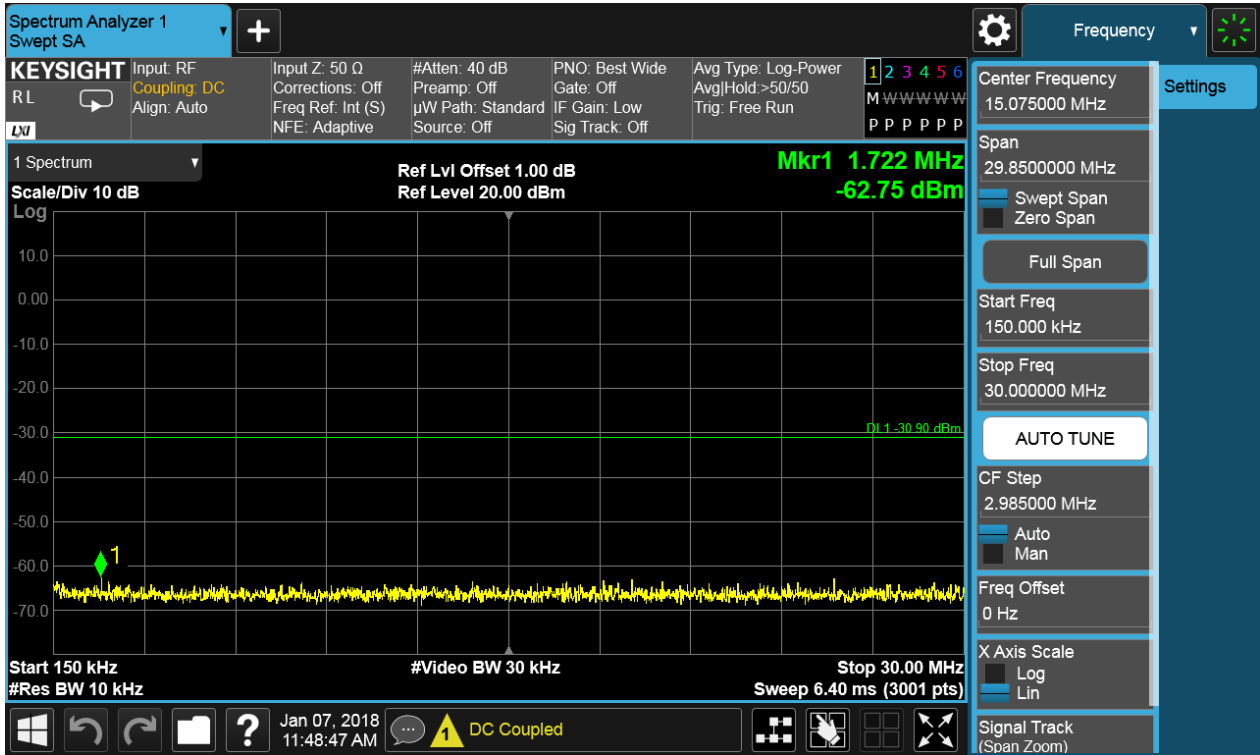 Spectrum Analyzer 1
Swept SA
Frequency
KEYSIGHT
RL
LXI
Input: RF
Coupling: DC
Align: Auto
Input Z: 50 Ω
Corrections: Off
Freq Ref: Int (S)
NFE: Adaptive
#Atten: 40 dB
Preamp: Off
µW Path: Standard
Source: Off
PNO: Best Wide
Gate: Off
IF Gain: Low
Sig Track: Off
Avg Type: Log-Power
Avg|Hold:>50/50
Trig: Free Run
1 2 3 4 5 6
M W W W W W
P P P P P P
1 Spectrum
Scale/Div 10 dB
Log
Ref Lvl Offset 1.00 dB
Ref Level 20.00 dBm
Mkr1 1.722 MHz
-62.75 dBm
10.0
0.00
-10.0
-20.0
-30.0
DL1 -30.90 dBm
-40.0
-50.0
1
-60.0
-70.0
Start 150 kHz
#Video BW 30 kHz
Stop 30.00 MHz
#Res BW 10 kHz
Sweep 6.40 ms (3001 pts)
Center Frequency
15.075000 MHz
Settings
Span
29.8500000 MHz
Swept Span
Zero Span
Full Span
Start Freq
150.000 kHz
Stop Freq
30.000000 MHz
AUTO TUNE
CF Step
2.985000 MHz
Auto
Man
Freq Offset
0 Hz
X Axis Scale
Log
Lin
Signal Track
(Span Zoom)
?
Jan 07, 2018
11:48:47 AM
1
DC Coupled